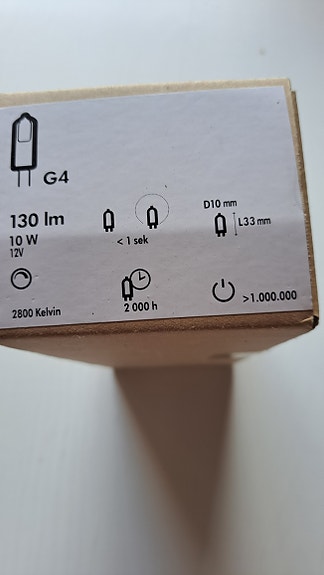 G4
130 lm
10 W
12V
< 1 sek
D10 mm
L33 mm
2800 Kelvin
2 000 h
>1.000.000